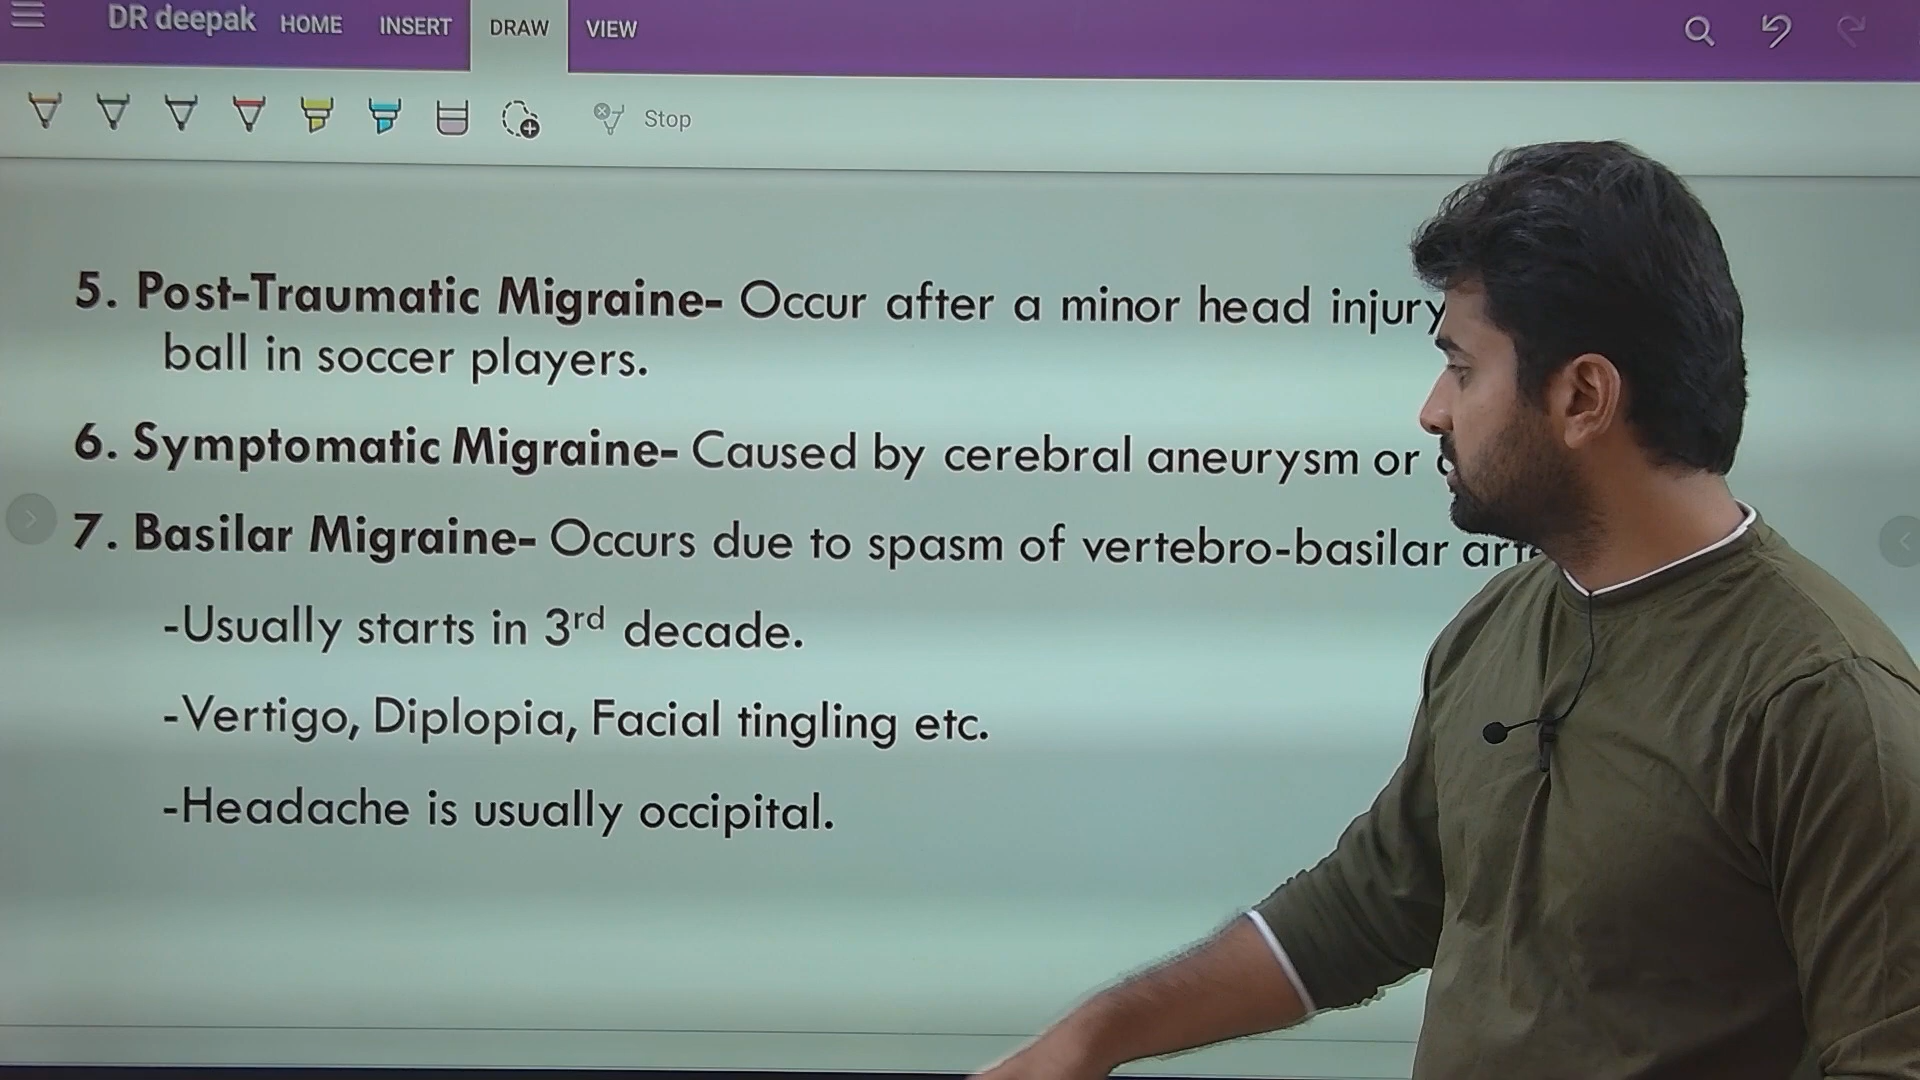 DR deepak HOME INSERT DRAW VIEW
Stop
5. Post-Traumatic Migraine- Occur after a minor head injury
ball in soccer players.
6. Symptomatic Migraine- Caused by cerebral aneurysm or
7. Basilar Migraine- Occurs due to spasm of vertebro-basilar
-Usually starts in 3rd decade.
-Vertigo, Diplopia, Facial tingling etc.
-Headache is usually occipital.